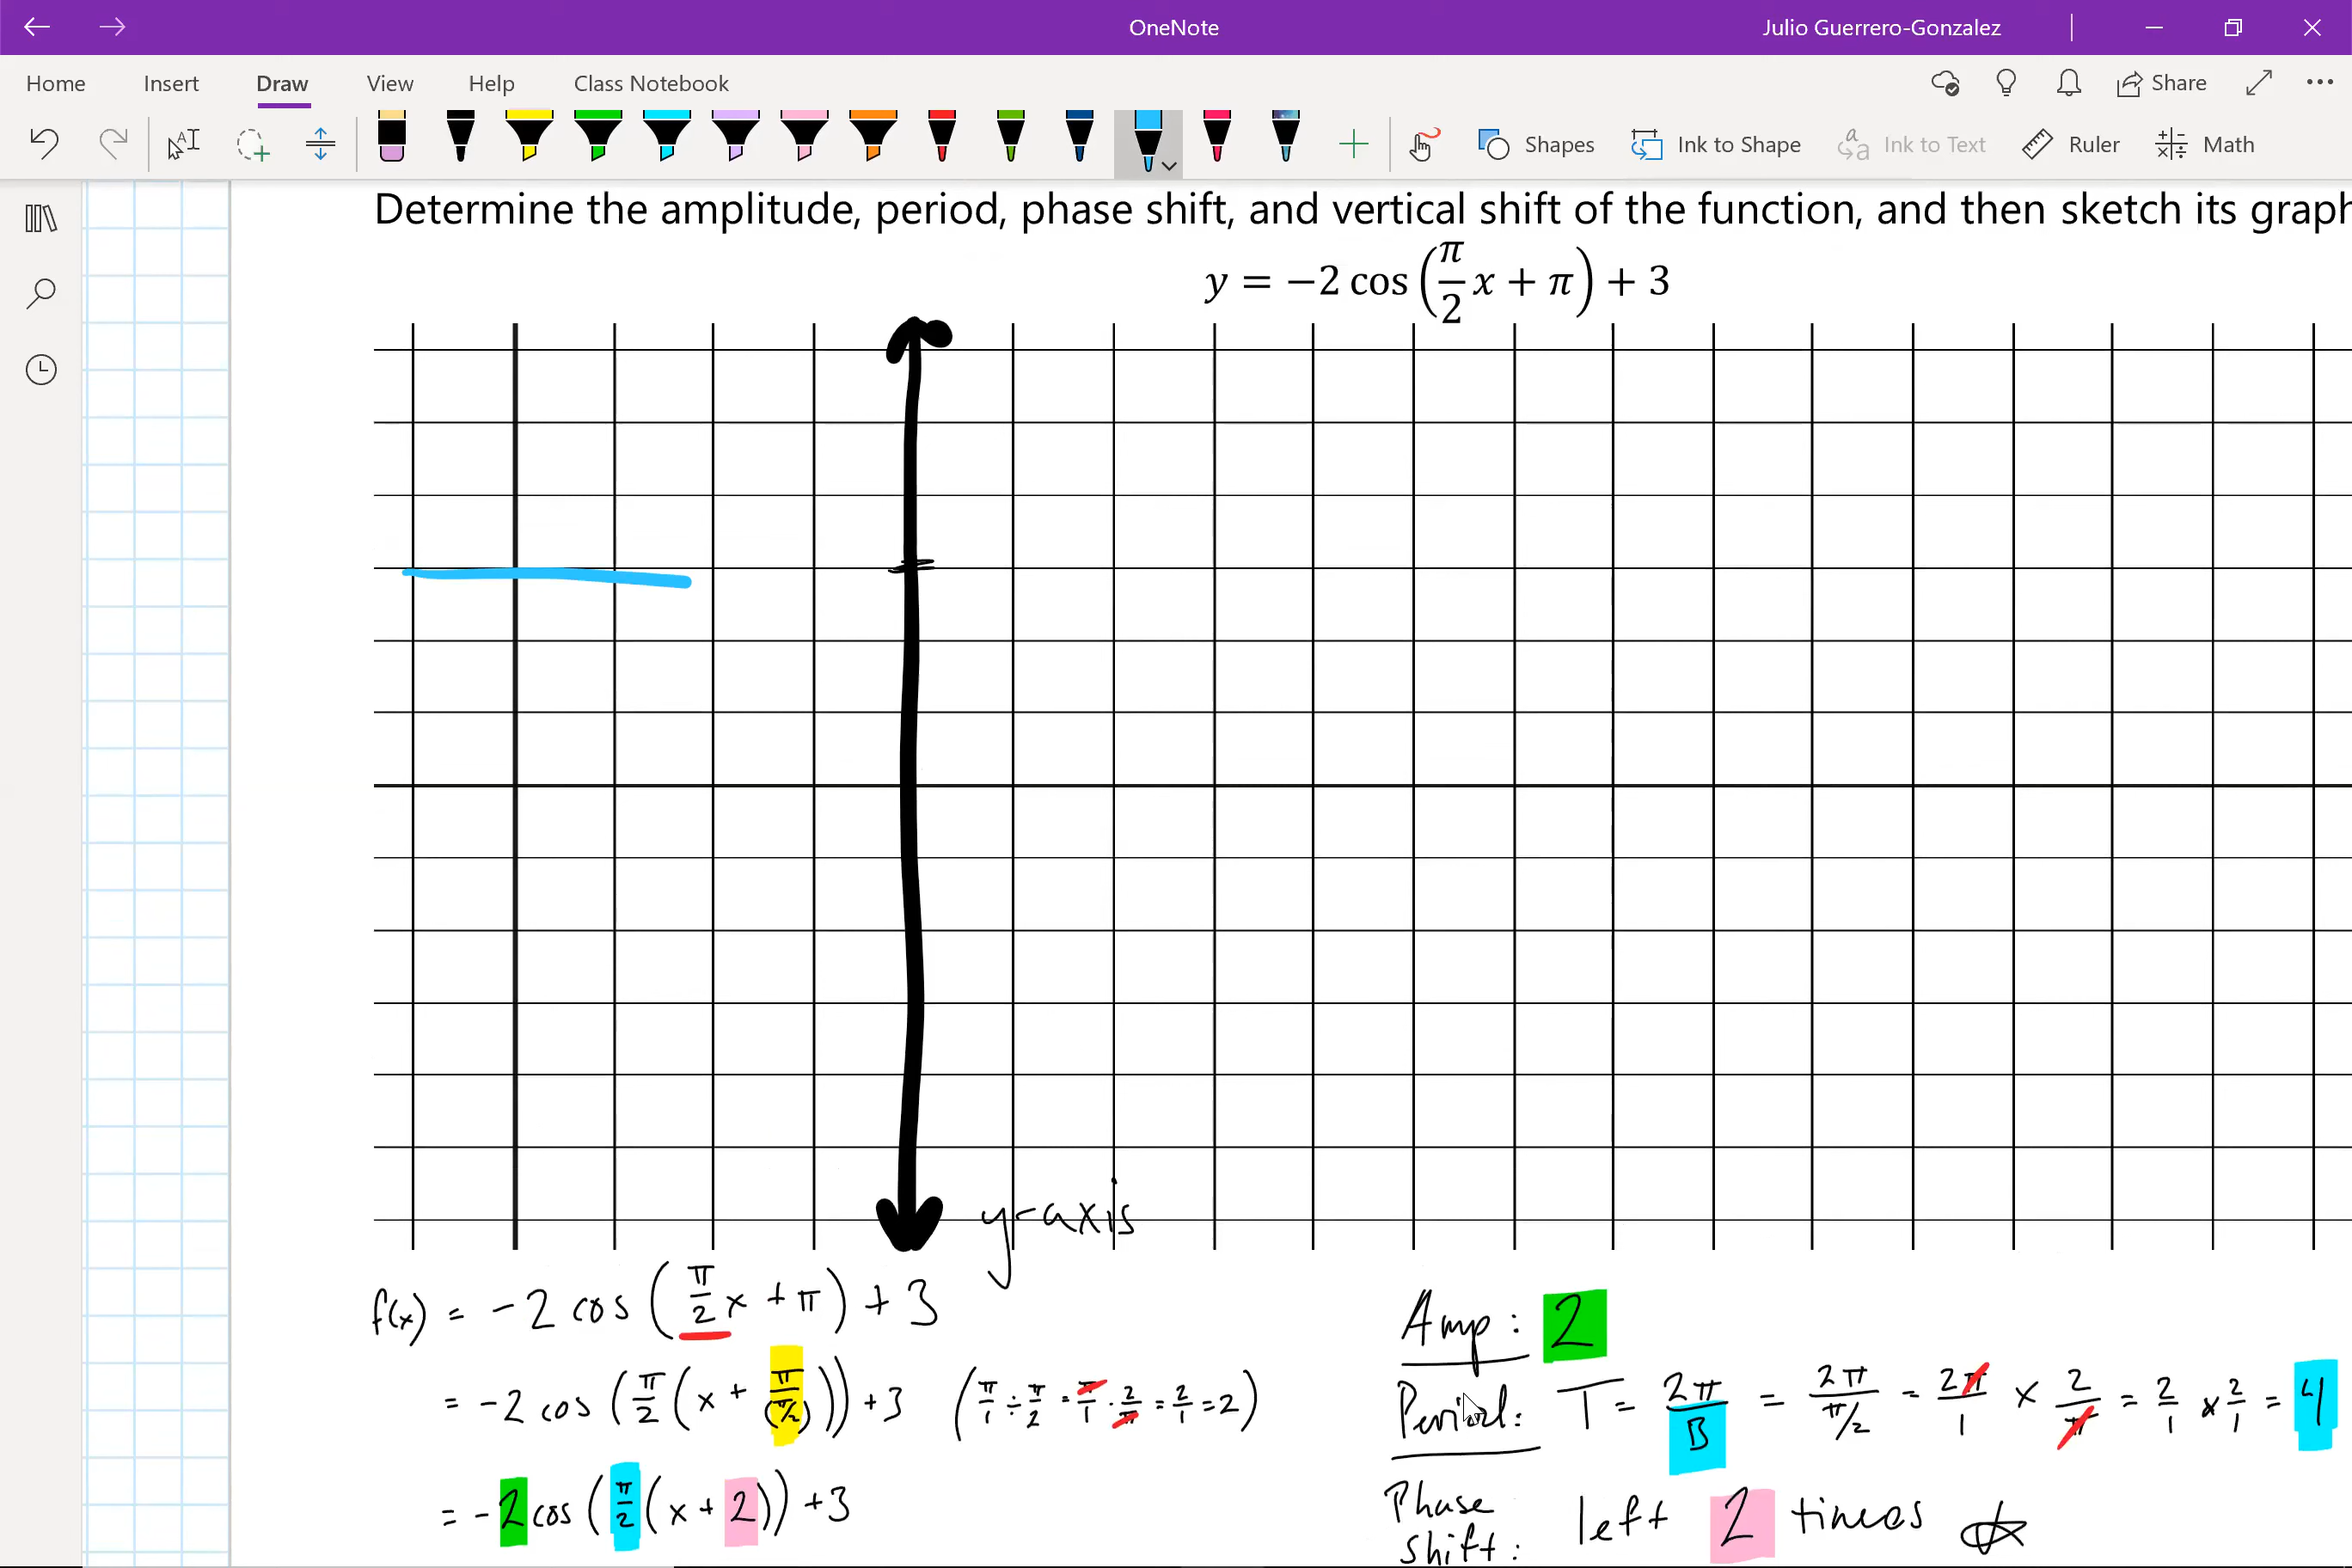 OneNote
Julio Guerrero-Gonzalez
Home Insert Draw View Help Class Notebook
Share
Shapes Ink to Shape Ink to Text Ruler Math
Determine the amplitude, period, phase shift, and vertical shift of the function, and then sketch its graph
y = −2 cos (π/2 x + π) + 3
y-axis
f(x) = -2 cos (π/2 x + π) + 3
= -2 cos (π/2 (x + π/(π/2))) + 3 (π/1 ÷ π/2 = π/1 · 2/π = 2/1 = 2)
= -2 cos (π/2 (x + 2)) + 3
Amp: 2
Period: T = 2π/B = 2π/π/2 = 2π/1 × 2/π = 2/1 × 2/1 = 4
Phase shift: left 2 times